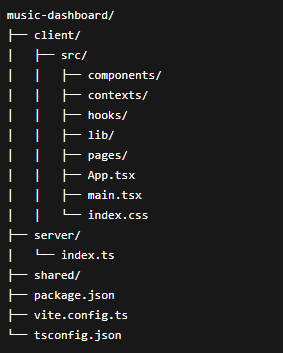 music-dashboard/
├── client/
│   ├── src/
│   │   ├── components/
│   │   ├── contexts/
│   │   ├── hooks/
│   │   ├── lib/
│   │   ├── pages/
│   │   ├── App.tsx
│   │   ├── main.tsx
│   │   └── index.css
├── server/
│   └── index.ts
├── shared/
├── package.json
├── vite.config.ts
└── tsconfig.json